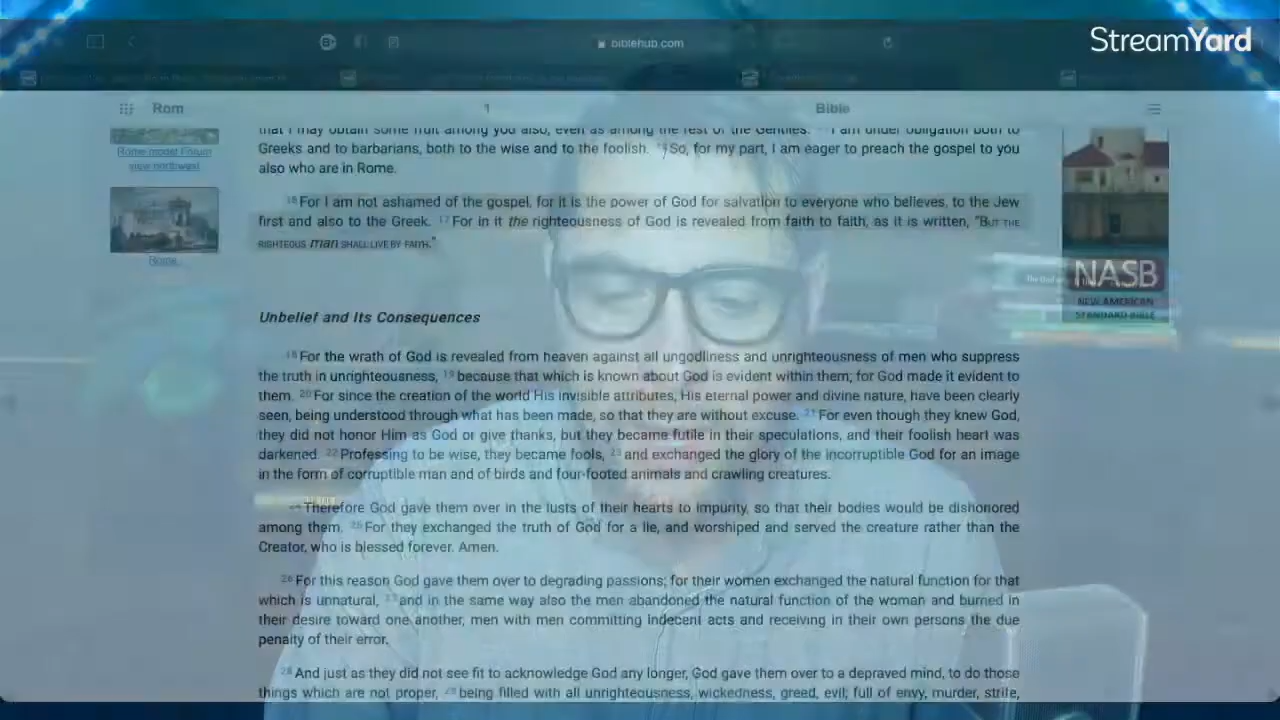 StreamYard
biblehub.com
Rom
1
Bible
that I may obtain some fruit among you also, even as among the rest of the Gentiles. I am under obligation both to
Greeks and to barbarians, both to the wise and to the foolish. So, for my part, I am eager to preach the gospel to you
also who are in Rome.
Rome model Forum
view northwest
Rome
16 For I am not ashamed of the gospel, for it is the power of God for salvation to everyone who believes, to the Jew
first and also to the Greek. 17 For in it the righteousness of God is revealed from faith to faith, as it is written, “BUT THE
RIGHTEOUS man SHALL LIVE BY FAITH.”
NASB
NEW AMERICAN
STANDARD BIBLE
Unbelief and Its Consequences
18 For the wrath of God is revealed from heaven against all ungodliness and unrighteousness of men who suppress
the truth in unrighteousness, 19 because that which is known about God is evident within them; for God made it evident to
them. 20 For since the creation of the world His invisible attributes, His eternal power and divine nature, have been clearly
seen, being understood through what has been made, so that they are without excuse. 21 For even though they knew God,
they did not honor Him as God or give thanks, but they became futile in their speculations, and their foolish heart was
darkened. 22 Professing to be wise, they became fools, 23 and exchanged the glory of the incorruptible God for an image
in the form of corruptible man and of birds and four-footed animals and crawling creatures.
Therefore God gave them over in the lusts of their hearts to impurity, so that their bodies would be dishonored
among them. 25 For they exchanged the truth of God for a lie, and worshiped and served the creature rather than the
Creator, who is blessed forever. Amen.
26 For this reason God gave them over to degrading passions; for their women exchanged the natural function for that
which is unnatural, 27 and in the same way also the men abandoned the natural function of the woman and burned in
their desire toward one another, men with men committing indecent acts and receiving in their own persons the due
penalty of their error.
28 And just as they did not see fit to acknowledge God any longer, God gave them over to a depraved mind, to do those
things which are not proper, 29 being filled with all unrighteousness, wickedness, greed, evil; full of envy, murder, strife,